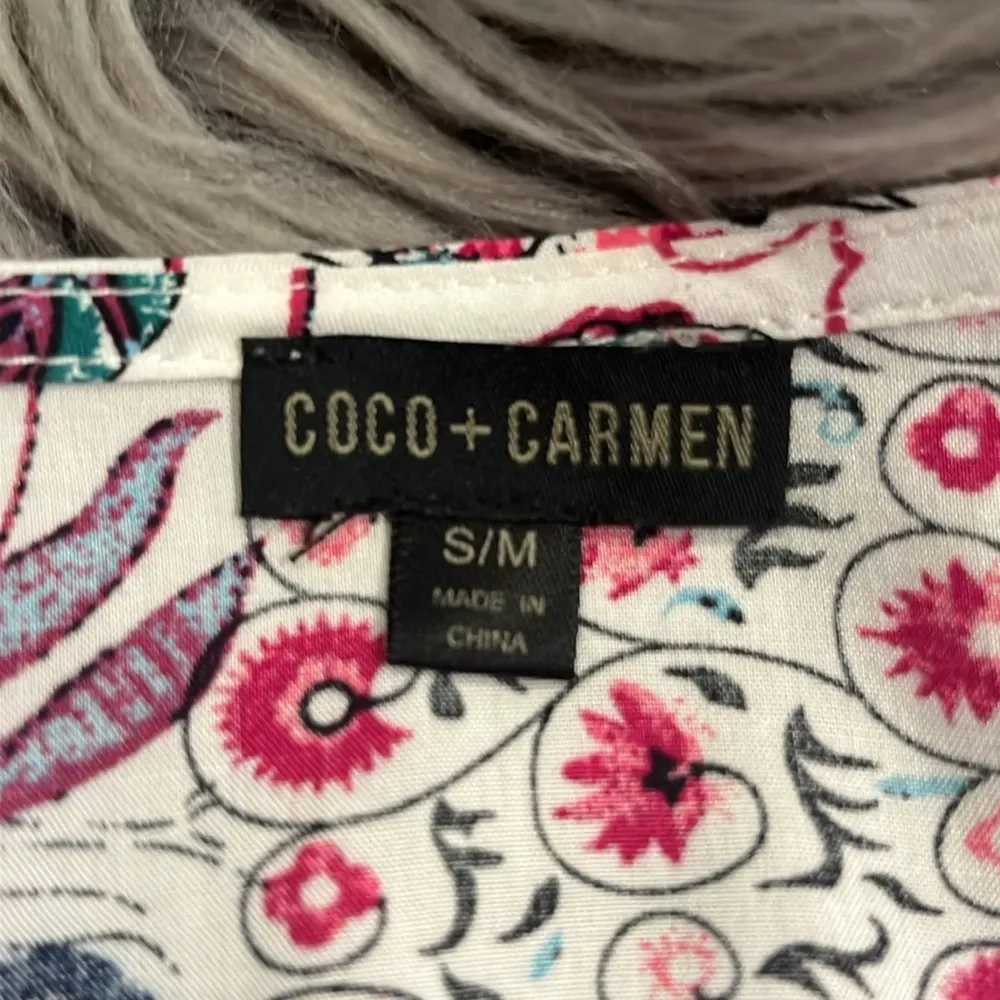 COCO + CARMEN
S/M
MADE IN
CHINA